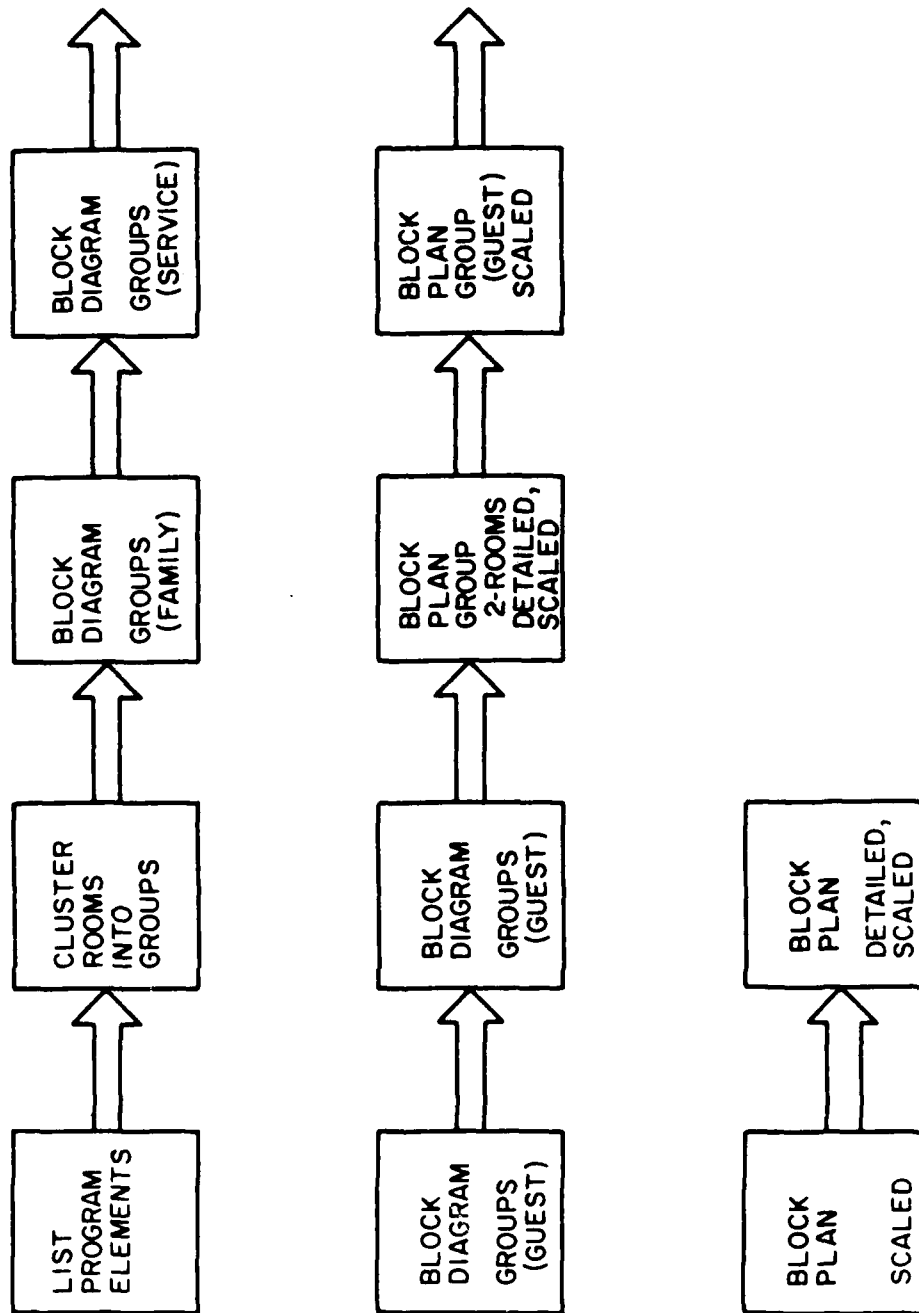 LIST
PROGRAM
ELEMENTS
CLUSTER
ROOMS
INTO
GROUPS
BLOCK
DIAGRAM
GROUPS
(FAMILY)
BLOCK
DIAGRAM
GROUPS
(SERVICE)
BLOCK
DIAGRAM
GROUPS
(GUEST)
BLOCK
DIAGRAM
GROUPS
(GUEST)
BLOCK
PLAN
GROUP
2-ROOMS
DETAILED,
SCALED
BLOCK
PLAN
GROUP
(GUEST)
SCALED
BLOCK
PLAN
SCALED
BLOCK
PLAN
DETAILED,
SCALED